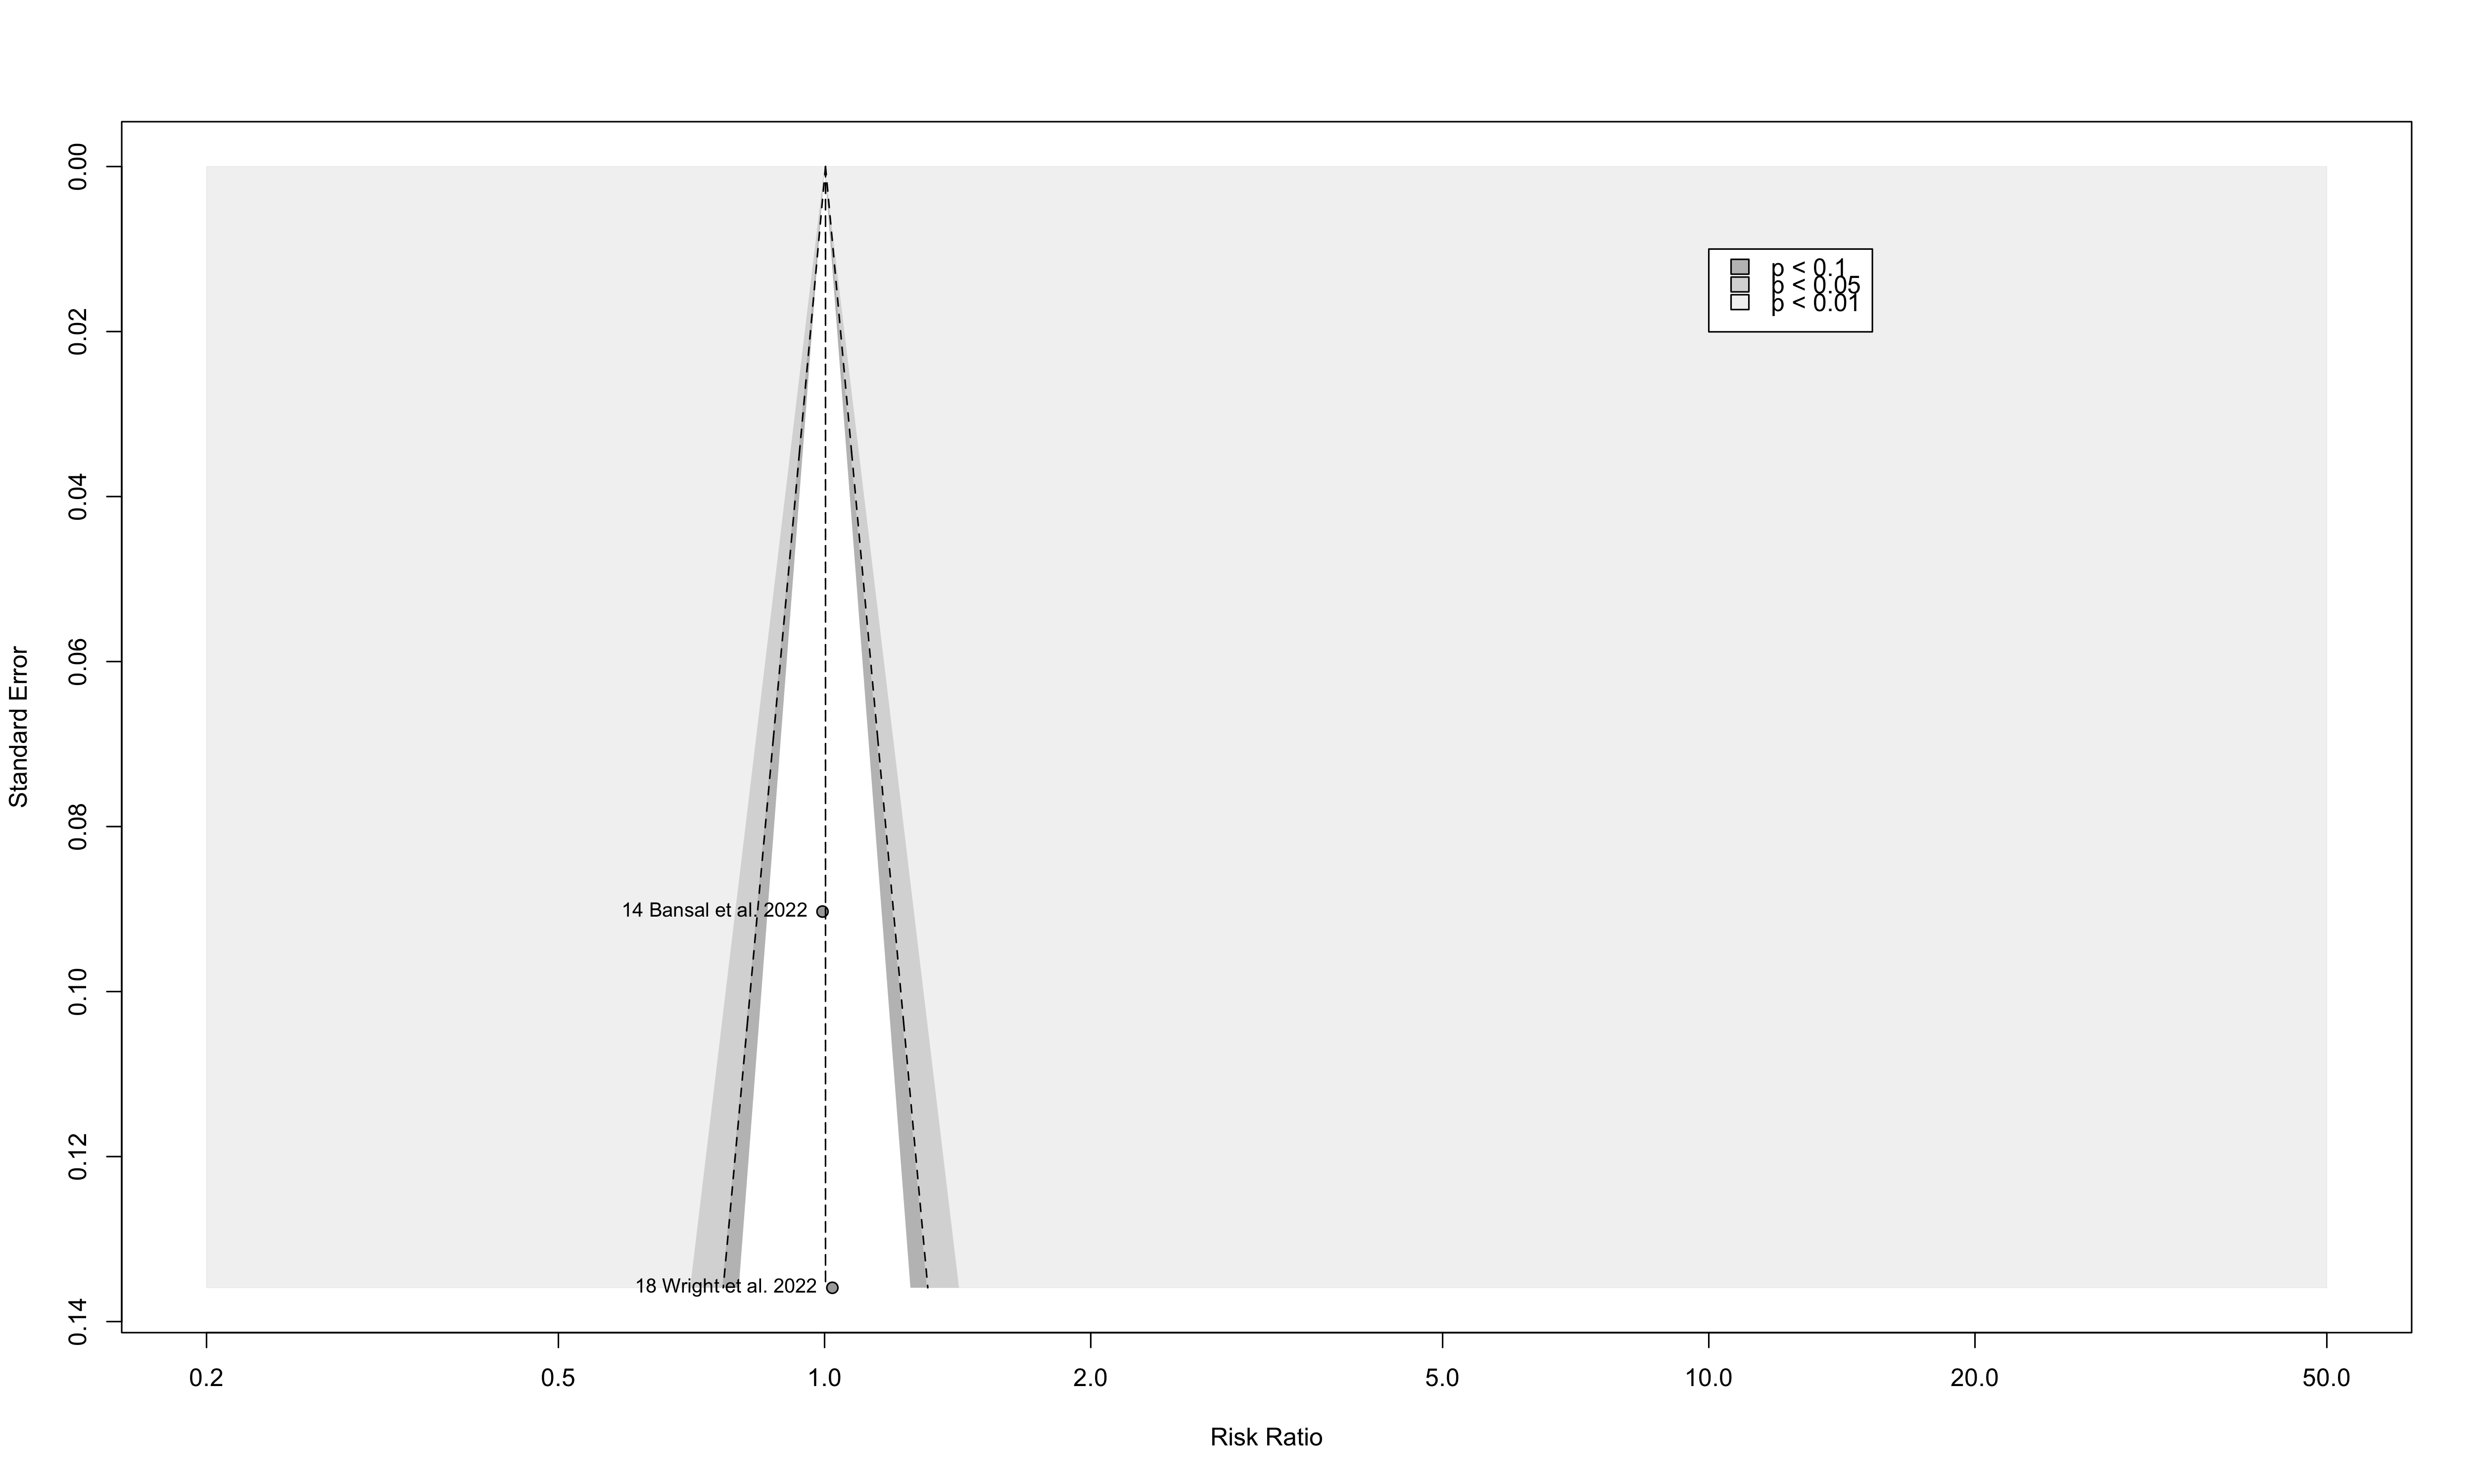 0.00
0.02
0.04
0.06
0.08
0.10
0.12
0.14
Standard Error
p < 0.1
p < 0.05
p < 0.01
14 Bansal et al. 2022
18 Wright et al. 2022
0.2 0.5 1.0 2.0 5.0 10.0 20.0 50.0
Risk Ratio